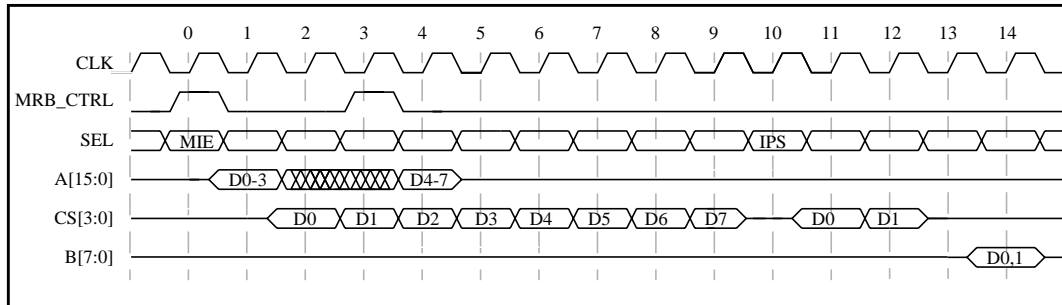 0 1 2 3 4 5 6 7 8 9 10 11 12 13 14
CLK
MRB_CTRL
SEL MIE IPS
A[15:0] D0-3 D4-7
CS[3:0] D0 D1 D2 D3 D4 D5 D6 D7 D0 D1
B[7:0] D0,1